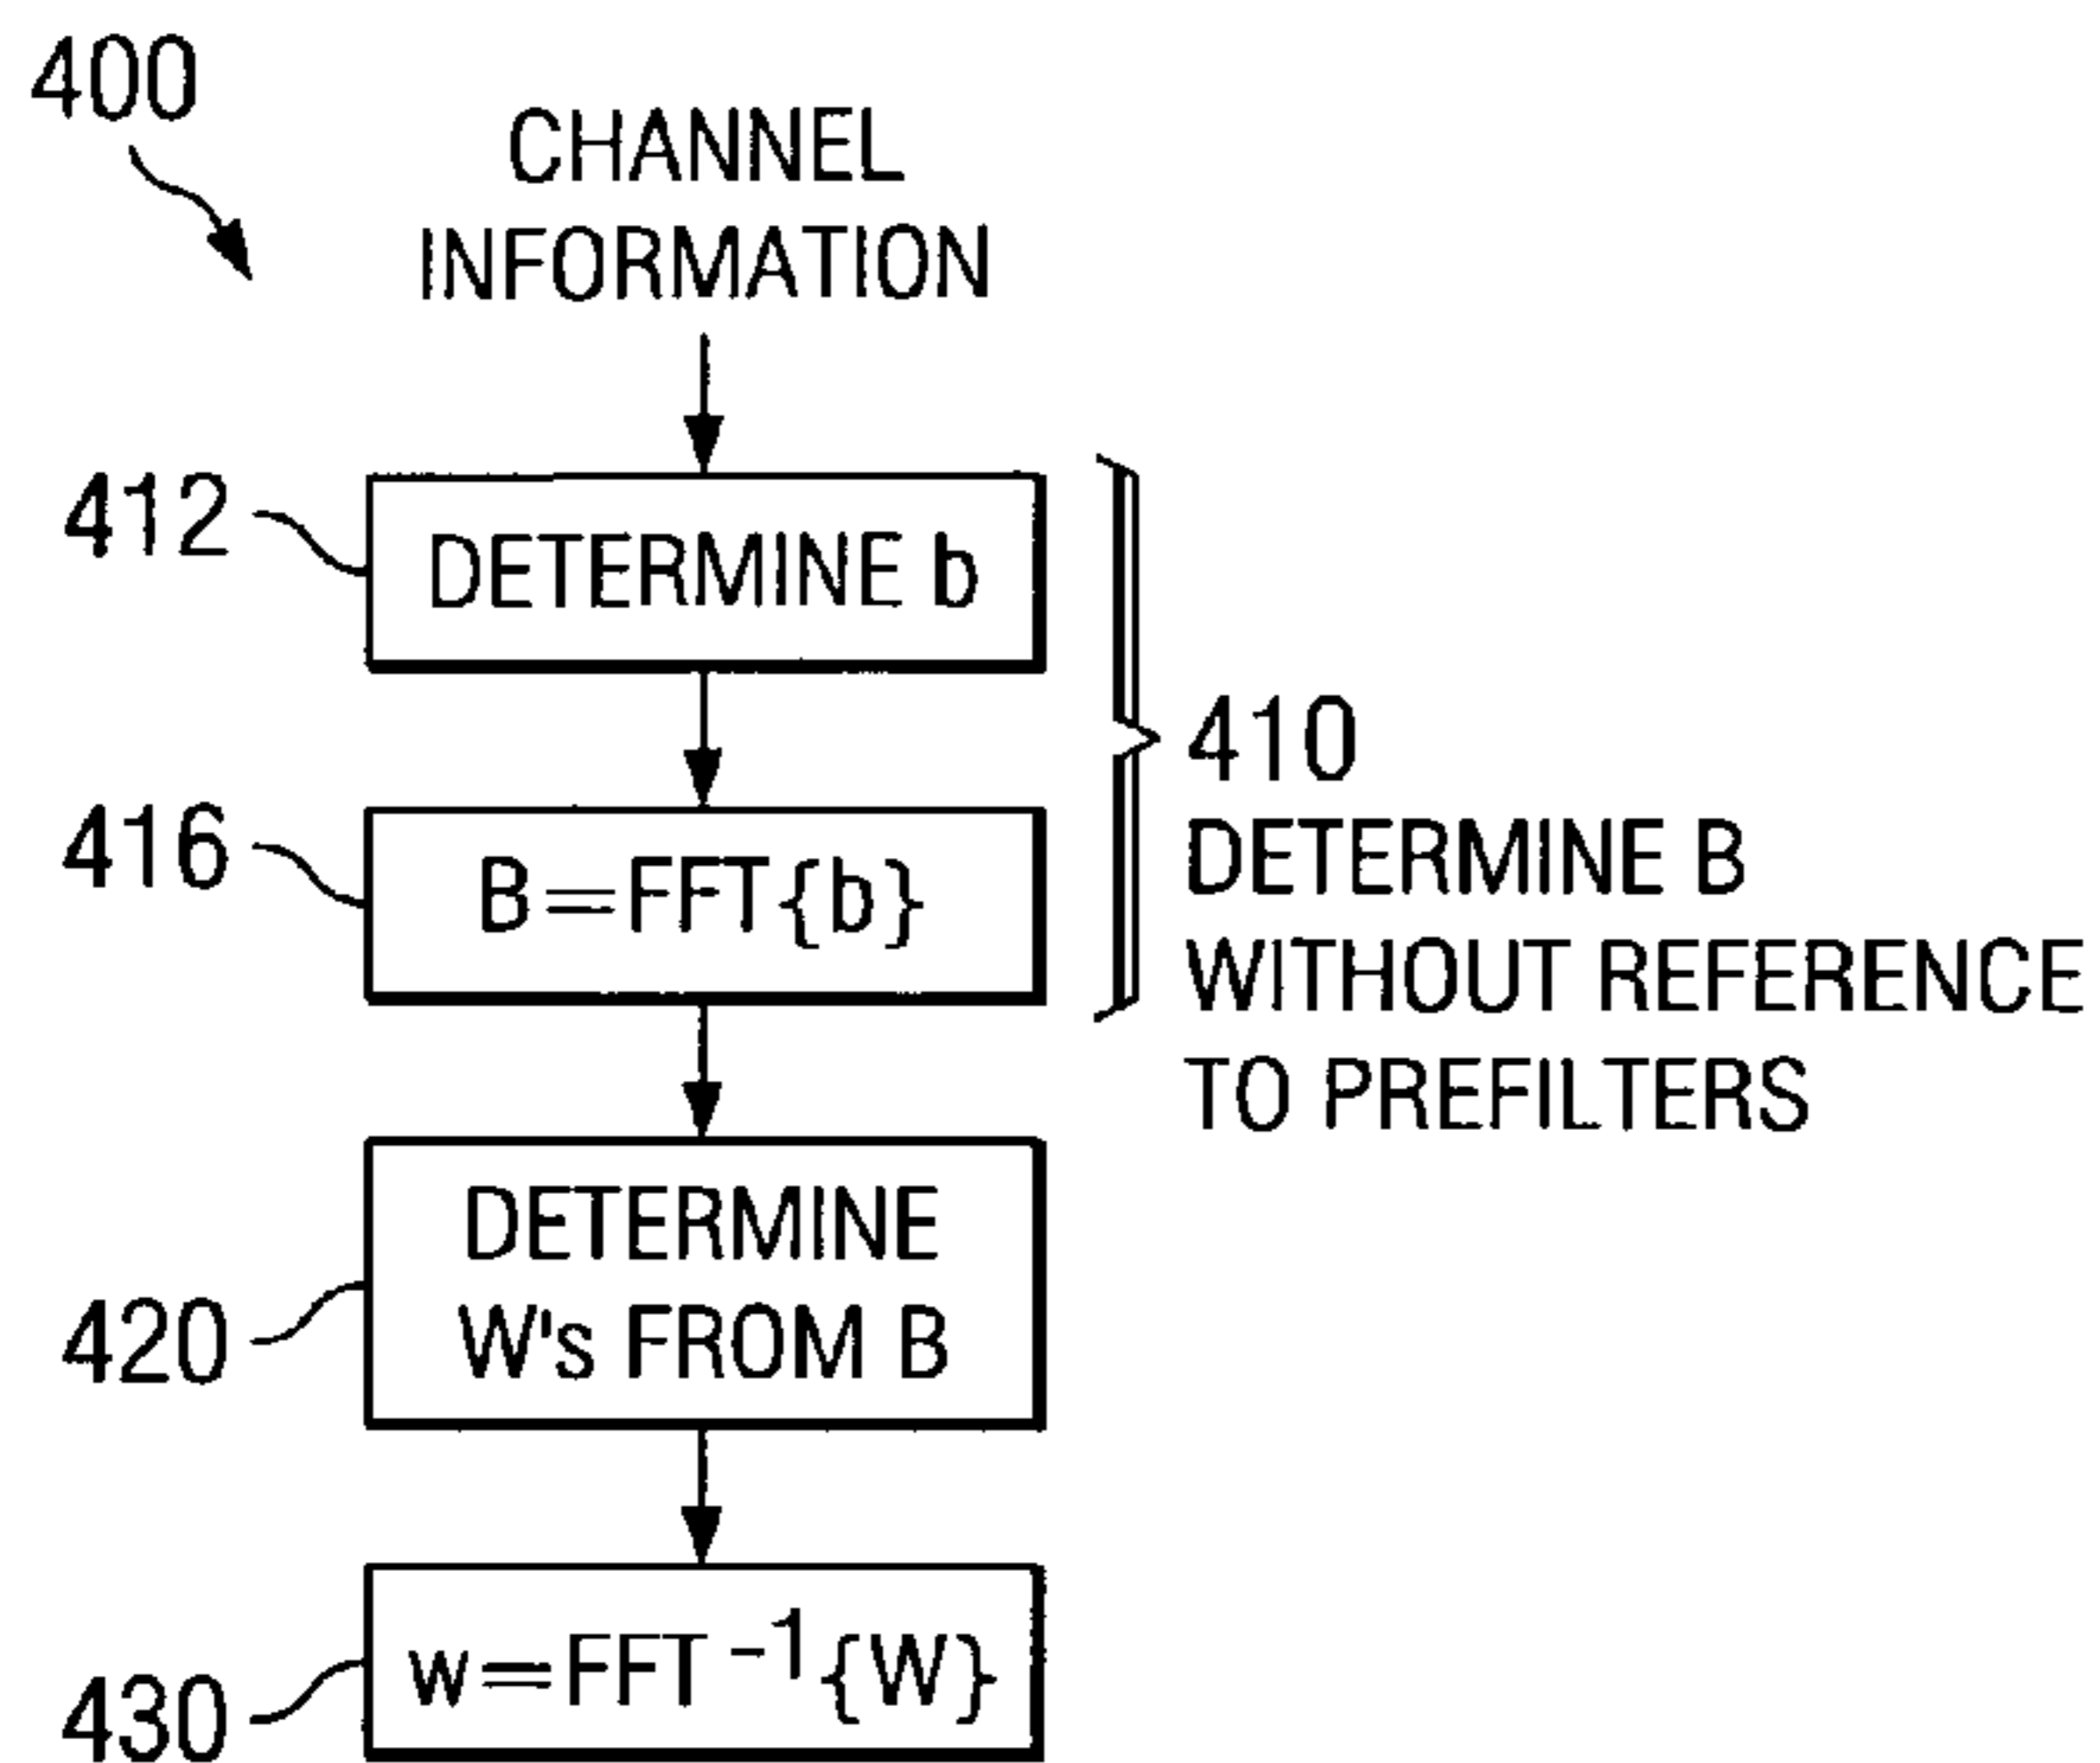 400
CHANNEL
INFORMATION
412
DETERMINE b
416
B=FFT{b}
410
DETERMINE B
WITHOUT REFERENCE
TO PREFILTERS
420
DETERMINE
W's FROM B
430
w=FFT⁻¹{W}